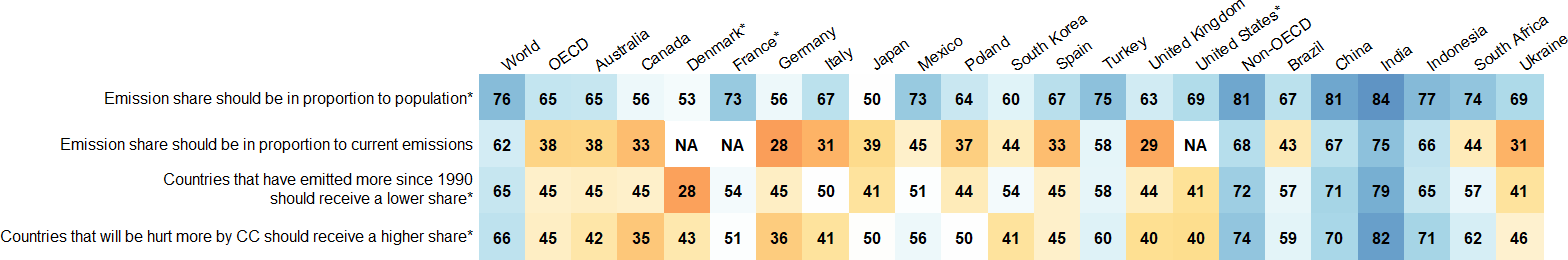 World OECD Australia Canada Denmark* France* Germany Italy Japan Mexico Poland South Korea Spain Turkey United Kingdom United States* Non-OECD Brazil China India Indonesia South Africa Ukraine
Emission share should be in proportion to population* 76 65 65 56 53 73 56 67 50 73 64 60 67 75 63 69 81 67 81 84 77 74 69
Emission share should be in proportion to current emissions 62 38 38 33 NA NA 28 31 39 45 37 44 33 58 29 NA 68 43 67 75 66 44 31
Countries that have emitted more since 1990
should receive a lower share* 65 45 45 45 28 54 45 50 41 51 44 54 45 58 44 41 72 57 71 79 65 57 41
Countries that will be hurt more by CC should receive a higher share* 66 45 42 35 43 51 36 41 50 56 50 41 45 60 40 40 74 59 70 82 71 62 46